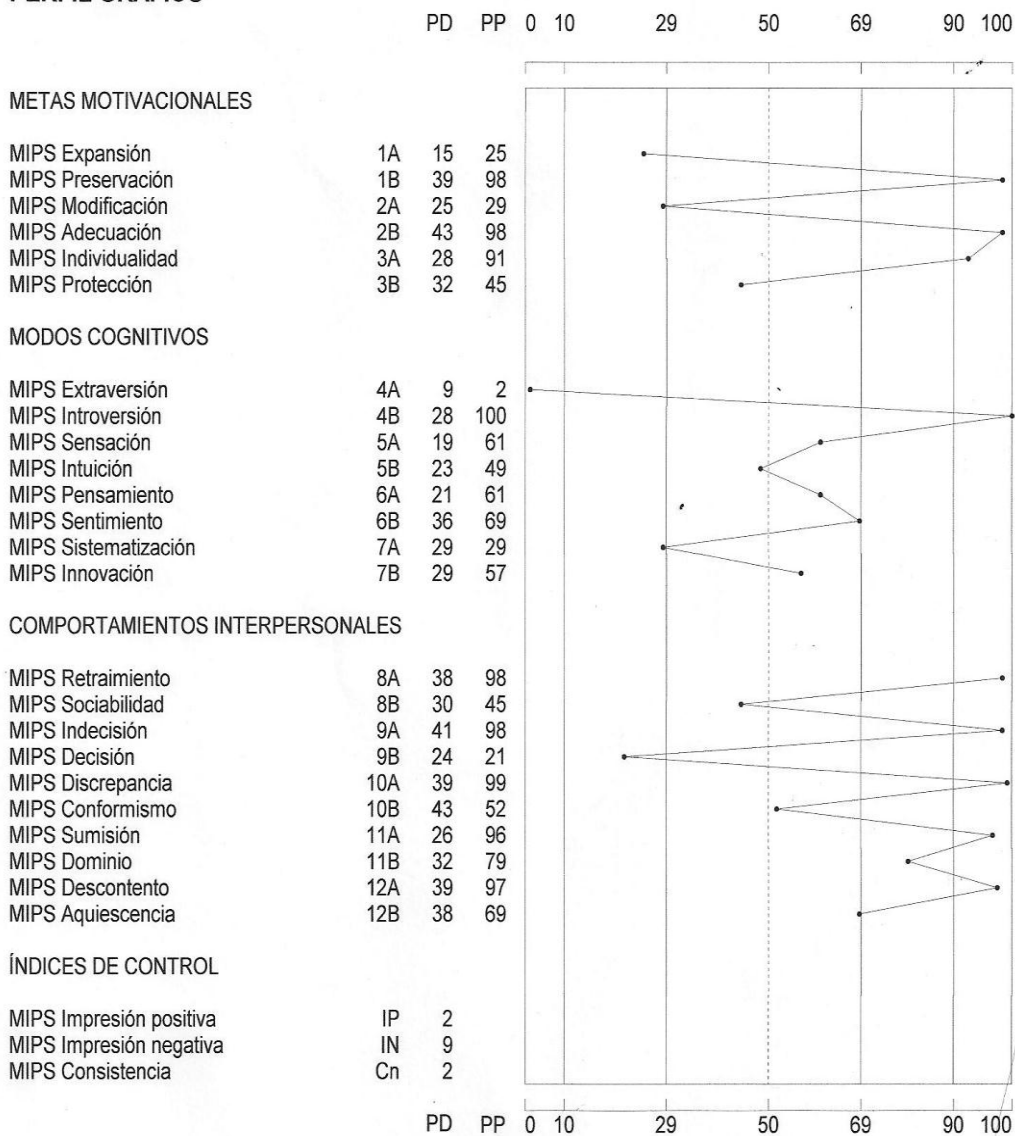 PD PP 0 10 29 50 69 90 100
METAS MOTIVACIONALES
MIPS Expansión 1A 15 25
MIPS Preservación 1B 39 98
MIPS Modificación 2A 25 29
MIPS Adecuación 2B 43 98
MIPS Individualidad 3A 28 91
MIPS Protección 3B 32 45
MODOS COGNITIVOS
MIPS Extraversión 4A 9 2
MIPS Introversión 4B 28 100
MIPS Sensación 5A 19 61
MIPS Intuición 5B 23 49
MIPS Pensamiento 6A 21 61
MIPS Sentimiento 6B 36 69
MIPS Sistematización 7A 29 29
MIPS Innovación 7B 29 57
COMPORTAMIENTOS INTERPERSONALES
MIPS Retraimiento 8A 38 98
MIPS Sociabilidad 8B 30 45
MIPS Indecisión 9A 41 98
MIPS Decisión 9B 24 21
MIPS Discrepancia 10A 39 99
MIPS Conformismo 10B 43 52
MIPS Sumisión 11A 26 96
MIPS Dominio 11B 32 79
MIPS Descontento 12A 39 97
MIPS Aquiescencia 12B 38 69
ÍNDICES DE CONTROL
MIPS Impresión positiva IP 2
MIPS Impresión negativa IN 9
MIPS Consistencia Cn 2
PD PP 0 10 29 50 69 90 100